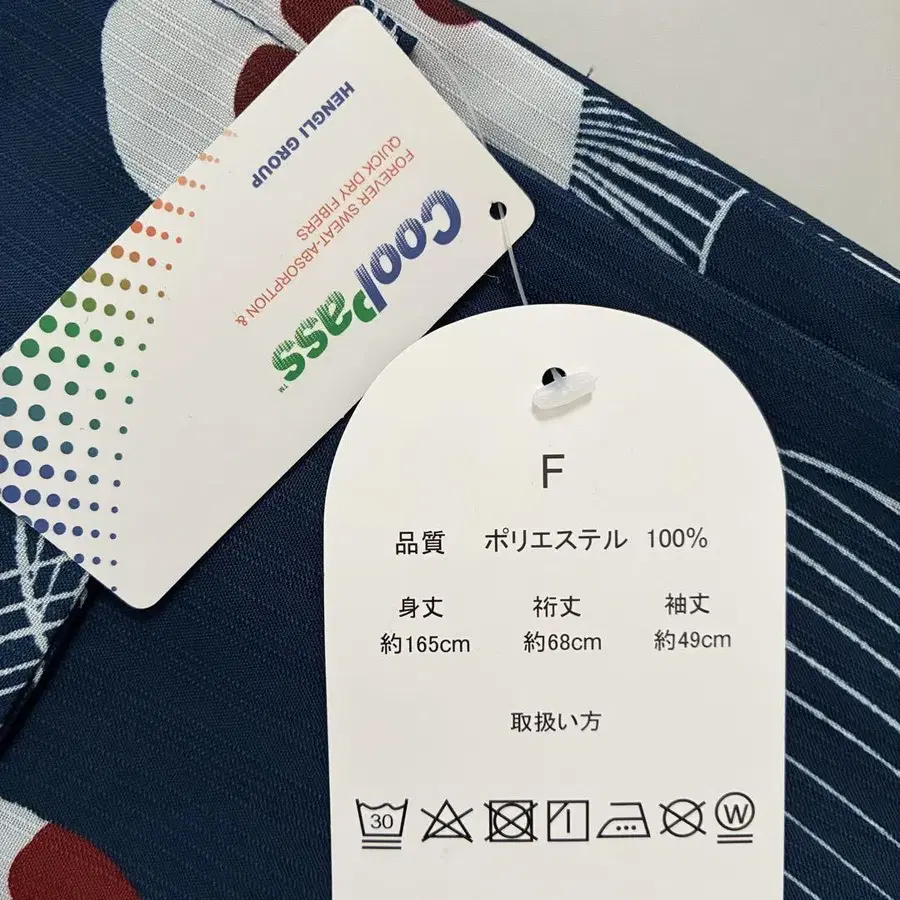 CoolPass™
FOREVER SWEAT-ABSORPTION &
QUICK DRY FIBERS
HENGLI GROUP
F
品質 ポリエステル 100%
身丈 裄丈 袖丈
約165cm 約68cm 約49cm
取扱い方
30 W